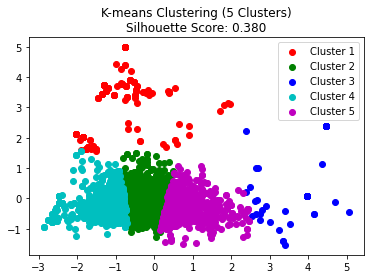 K-means Clustering (5 Clusters)
Silhouette Score: 0.380
Cluster 1
Cluster 2
Cluster 3
Cluster 4
Cluster 5
5
4
3
2
1
0
−1
−3
−2
−1
0
1
2
3
4
5